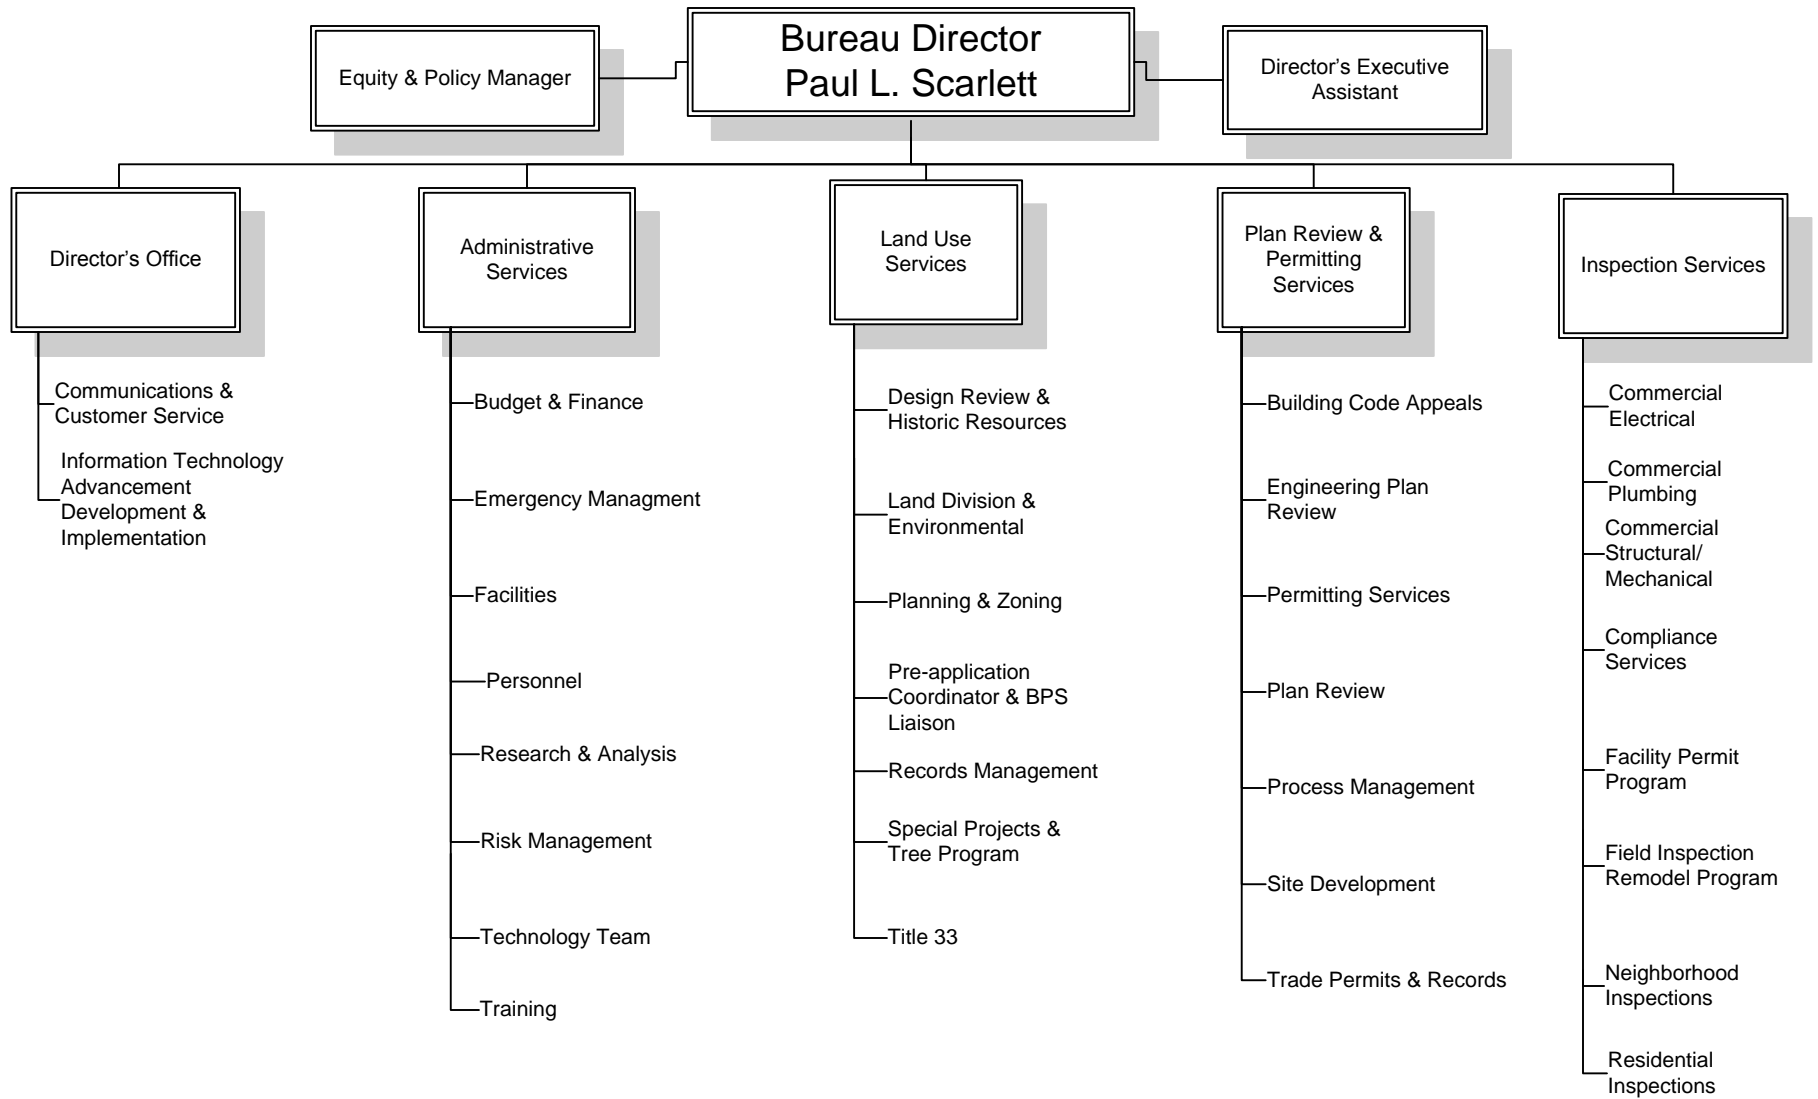 Bureau Director
Paul L. Scarlett
Equity & Policy Manager
Director’s Executive
Assistant
Director’s Office
Communications &
Customer Service
Information Technology
Advancement
Development &
Implementation
Administrative
Services
Budget & Finance
Emergency Managment
Facilities
Personnel
Research & Analysis
Risk Management
Technology Team
Training
Land Use
Services
Design Review &
Historic Resources
Land Division &
Environmental
Planning & Zoning
Pre-application
Coordinator & BPS
Liaison
Records Management
Special Projects &
Tree Program
Title 33
Plan Review &
Permitting
Services
Building Code Appeals
Engineering Plan
Review
Permitting Services
Plan Review
Process Management
Site Development
Trade Permits & Records
Inspection Services
Commercial
Electrical
Commercial
Plumbing
Commercial
Structural/
Mechanical
Compliance
Services
Facility Permit
Program
Field Inspection
Remodel Program
Neighborhood
Inspections
Residential
Inspections